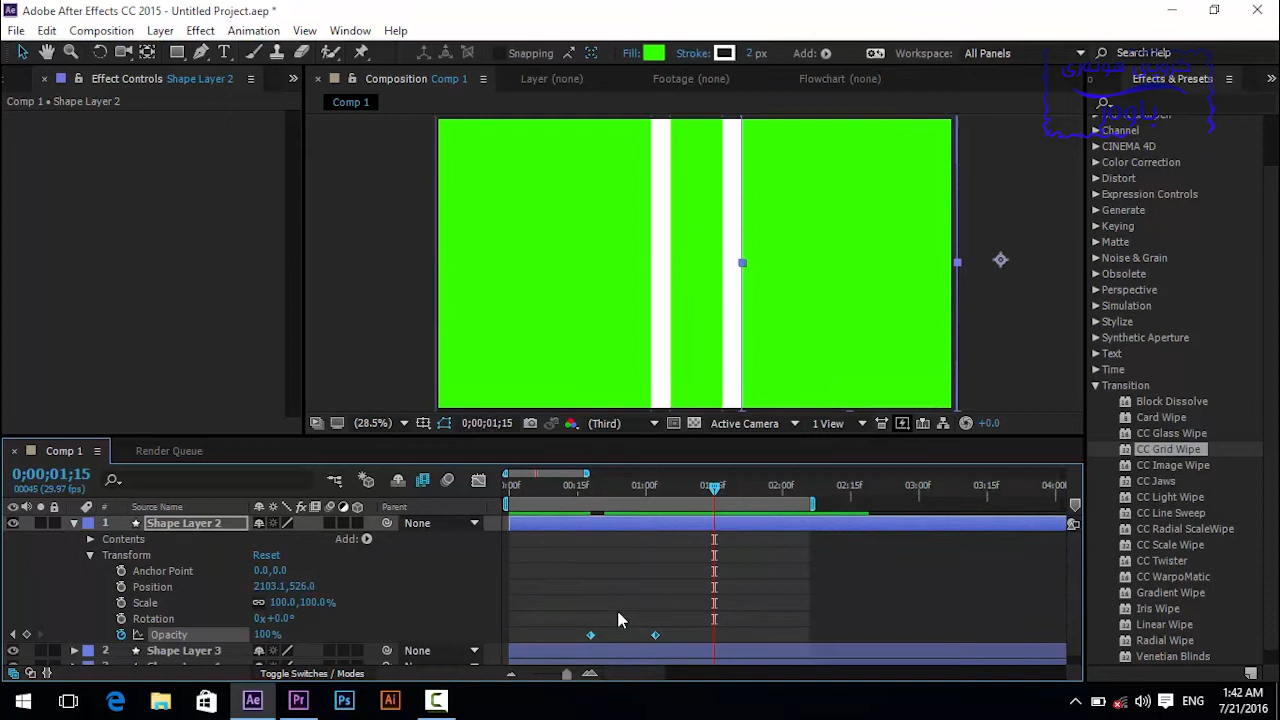 Adobe After Effects CC 2015 - Untitled Project.aep *
File Edit Composition Layer Effect Animation View Window Help
Snapping Fill: Stroke: 2 px Add: Workspace: All Panels Search Help
Effect Controls Shape Layer 2 Composition Comp 1 Layer (none) Footage (none) Flowchart (none) Effects & Presets
Comp 1 • Shape Layer 2
Comp 1
Channel
CINEMA 4D
Color Correction
Distort
Expression Controls
Generate
Keying
Matte
Noise & Grain
Obsolete
Perspective
Simulation
Stylize
Synthetic Aperture
Text
Time
Transition
Block Dissolve
Card Wipe
CC Glass Wipe
CC Grid Wipe
CC Image Wipe
CC Jaws
CC Light Wipe
CC Line Sweep
CC Radial ScaleWipe
CC Scale Wipe
CC Twister
CC WarpoMatic
Gradient Wipe
Iris Wipe
Linear Wipe
Radial Wipe
Venetian Blinds
(28.5%) 0;00;01;15 (Third) Active Camera 1 View +0.0
Comp 1 Render Queue
0;00;01;15
00045 (29.97 fps)
00:15f 01:00f 02:00f 02:15f 03:00f 03:15f 04:00f
# Source Name Parent
1 Shape Layer 2 None
Contents Add:
Transform Reset
Anchor Point 0.0,0.0
Position 2103.1,526.0
Scale 100.0,100.0%
Rotation 0x+0.0°
Opacity 100%
2 Shape Layer 3 None
Toggle Switches / Modes
ENG
1:42 AM
7/21/2016